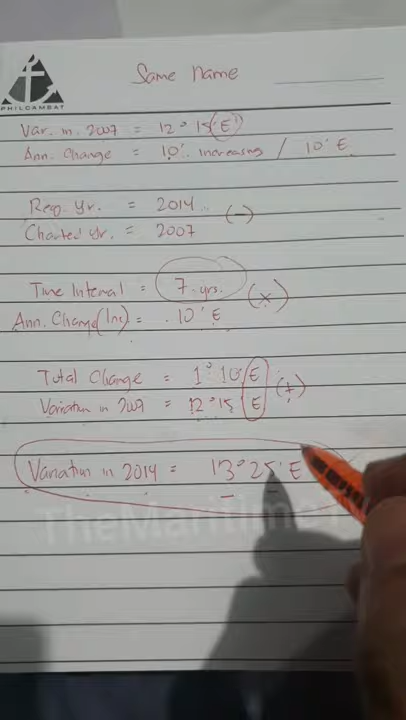 PHILCAMSAT
Same Name
Var. in 2007 = 12° 15' (E)
Ann. Change = 10' increasing / 10' E
Req. yr. = 2014
(-)
Charted yr. = 2007
Time Interval = 7 yrs.
(x)
Ann. Change (Inc) = 10' E
Total Change = 1° 10' E
(+)
Variation in 2007 = 12° 15' E
Variation in 2014 = 13° 25' E
TheMaritime